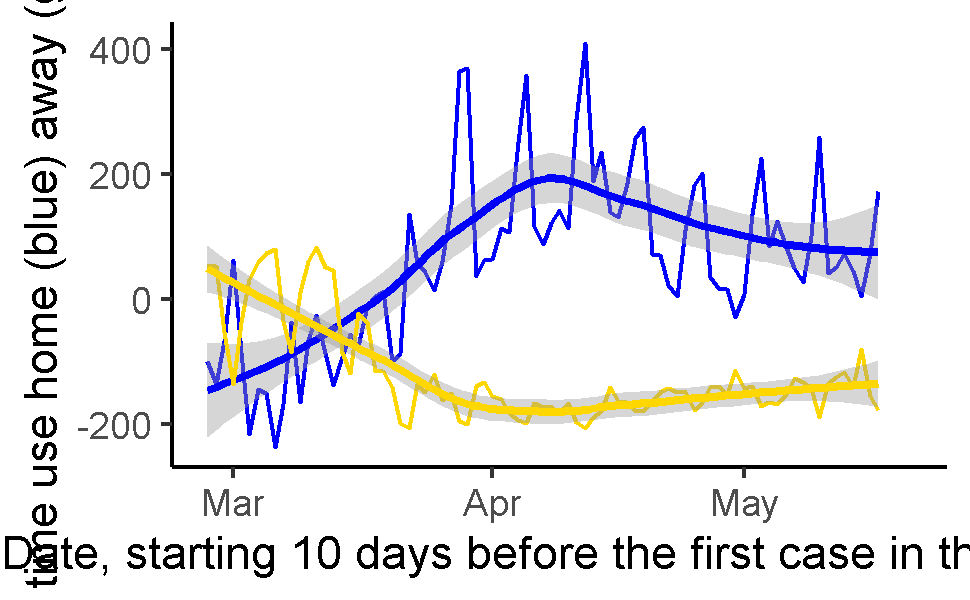 time use home (blue) away (
400
200
0
-200
Mar Apr May
Date, starting 10 days before the first case in th